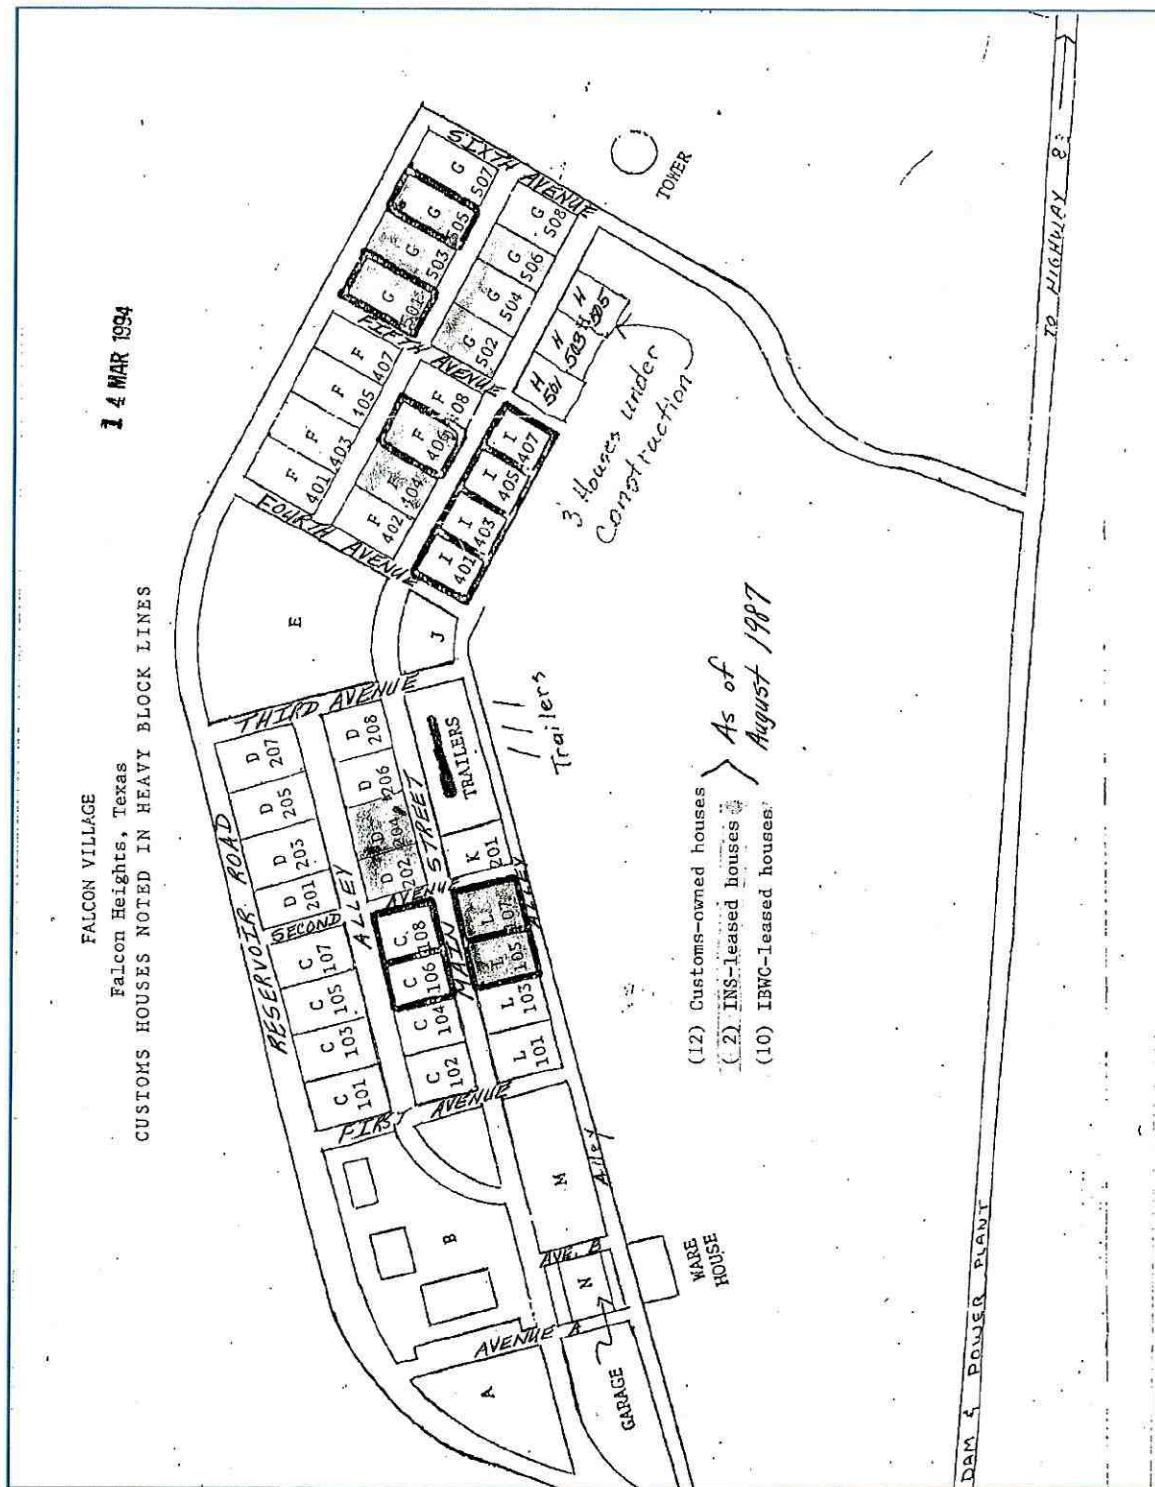 FALCON VILLAGE
Falcon Heights, Texas
CUSTOMS HOUSES NOTED IN HEAVY BLOCK LINES
1 4 MAR 1994
RESERVOIR ROAD
SECOND AVENUE
THIRD AVENUE
FOURTH AVENUE
FIFTH AVENUE
SIXTH AVENUE
FIRST AVENUE
ALLEY
MAIN STREET
ALLEY
Alley
AVENUE A
AVE. B
A
B
C 101
C 103
C 105
C 107
C 102
C 104
C 106
C 108
D 201
D 203
D 205
D 207
D 202
D 204
D 206
D 208
E
F 401
F 403
F 405
F 407
F 402
F 404
F 406
F 408
G 501
G 503
G 505
G 507
G 502
G 504
G 506
G 508
H 501
H 503
H 505
I 401
I 403
I 405
I 407
J
K 201
TRAILERS
L 101
L 103
L 105
L 107
M
N
GARAGE
WARE
HOUSE
TOWER
Trailers
3 Houses under
Construction
(12) Customs-owned houses
( 2) INS-leased houses
(10) IBWC-leased houses
As of
August 1987
DAM & POWER PLANT
TO HIGHWAY 83